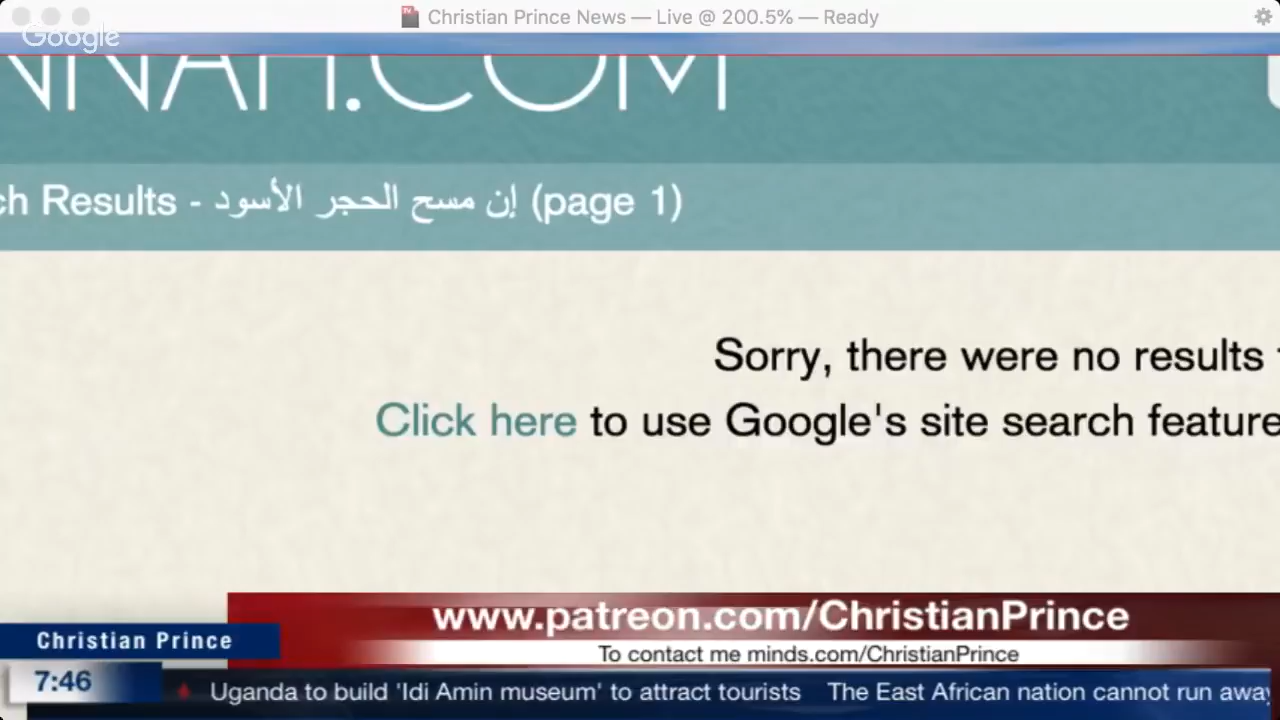 Christian Prince News — Live @ 200.5% — Ready
Google
NNAH.COM
ch Results - إن مسح الحجر الأسود (page 1)
Sorry, there were no results
Click here to use Google's site search feature
www.patreon.com/ChristianPrince
To contact me minds.com/ChristianPrince
Christian Prince
7:46
Uganda to build 'Idi Amin museum' to attract tourists The East African nation cannot run away